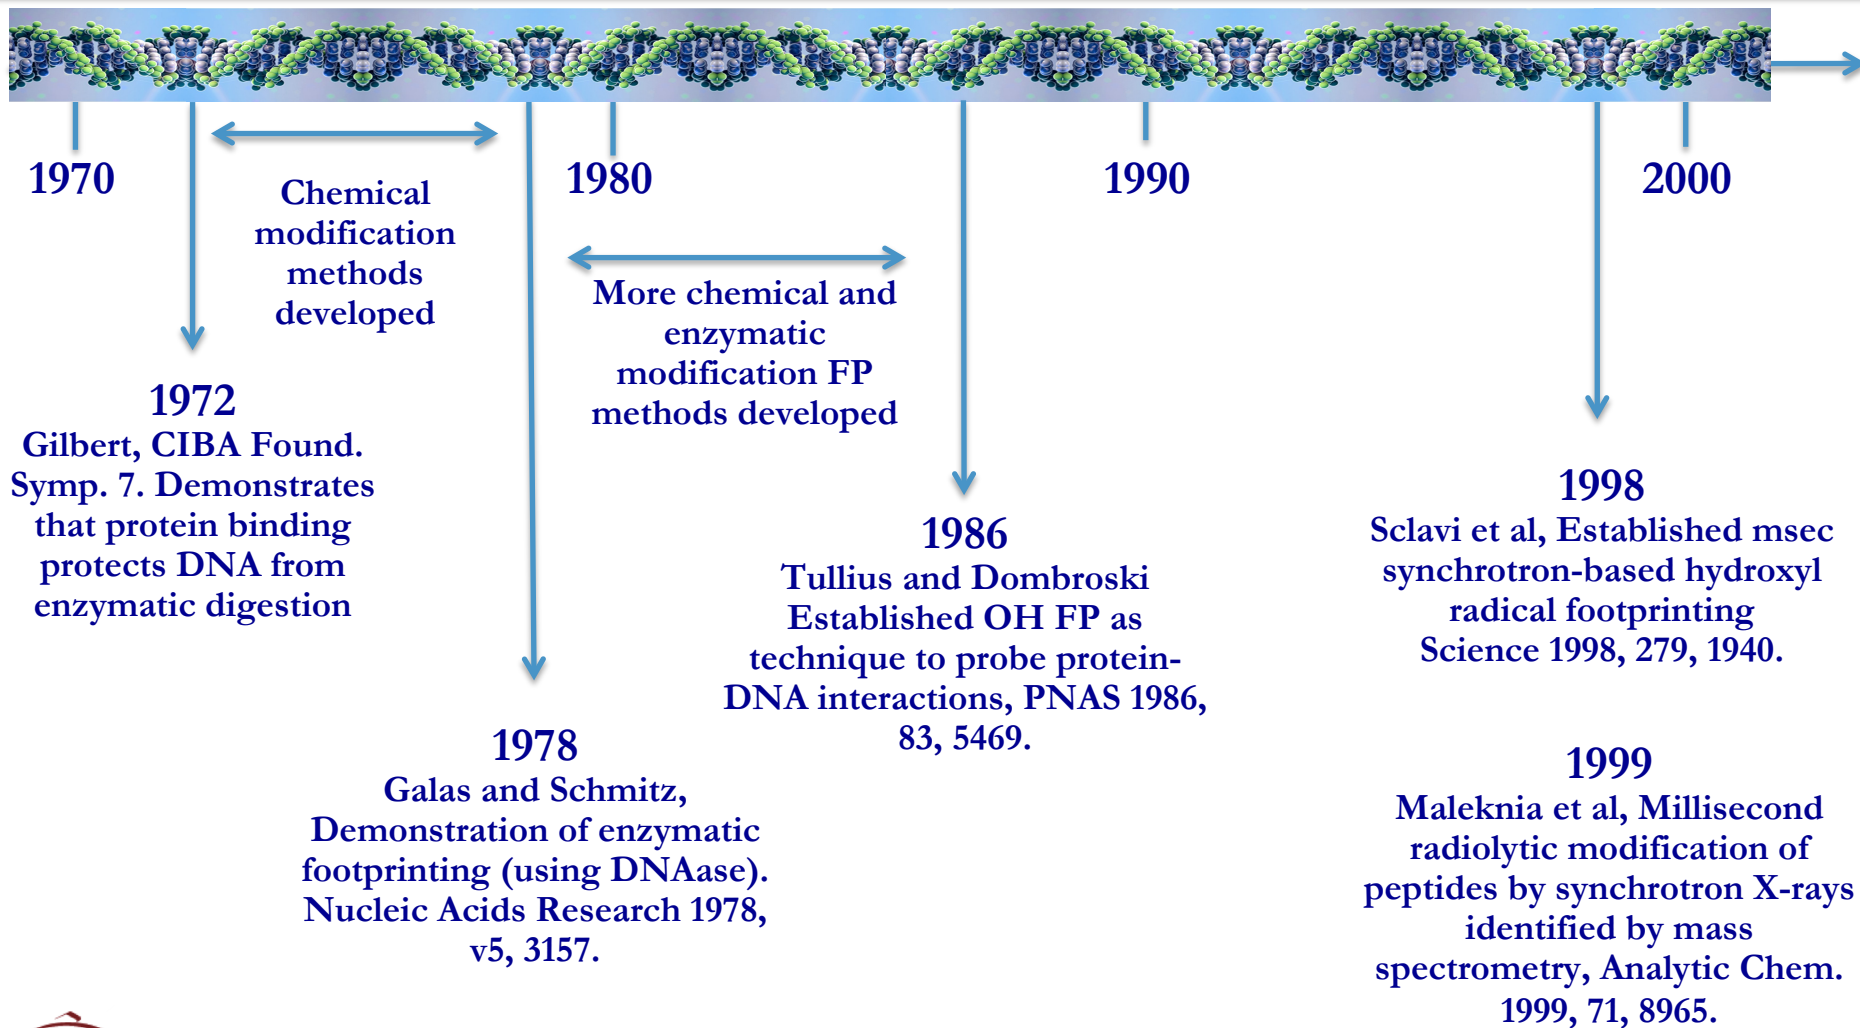 1970
1980
1990
2000
Chemical
modification
methods
developed
More chemical and
enzymatic
modification FP
methods developed
1972
Gilbert, CIBA Found.
Symp. 7. Demonstrates
that protein binding
protects DNA from
enzymatic digestion
1978
Galas and Schmitz,
Demonstration of enzymatic
footprinting (using DNAase).
Nucleic Acids Research 1978,
v5, 3157.
1986
Tullius and Dombroski
Established OH FP as
technique to probe protein-
DNA interactions, PNAS 1986,
83, 5469.
1998
Sclavi et al, Established msec
synchrotron-based hydroxyl
radical footprinting
Science 1998, 279, 1940.
1999
Maleknia et al, Millisecond
radiolytic modification of
peptides by synchrotron X-rays
identified by mass
spectrometry, Analytic Chem.
1999, 71, 8965.